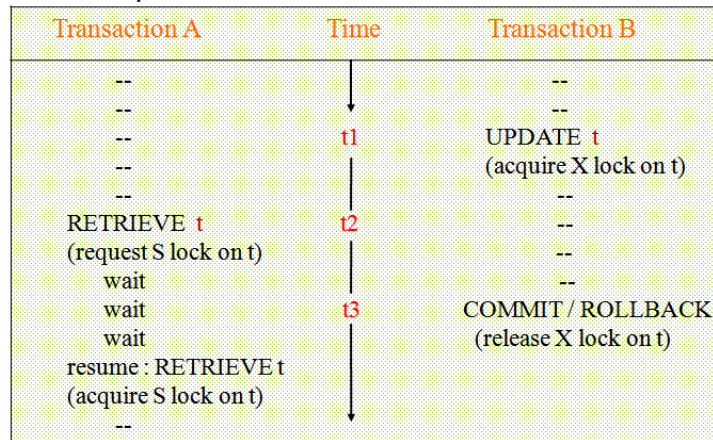 Transaction A Time Transaction B
-- --
-- --
-- t1 UPDATE t
-- (acquire X lock on t)
-- --
RETRIEVE t t2 --
(request S lock on t) --
wait --
wait t3 COMMIT / ROLLBACK
wait (release X lock on t)
resume : RETRIEVE t
(acquire S lock on t)
--